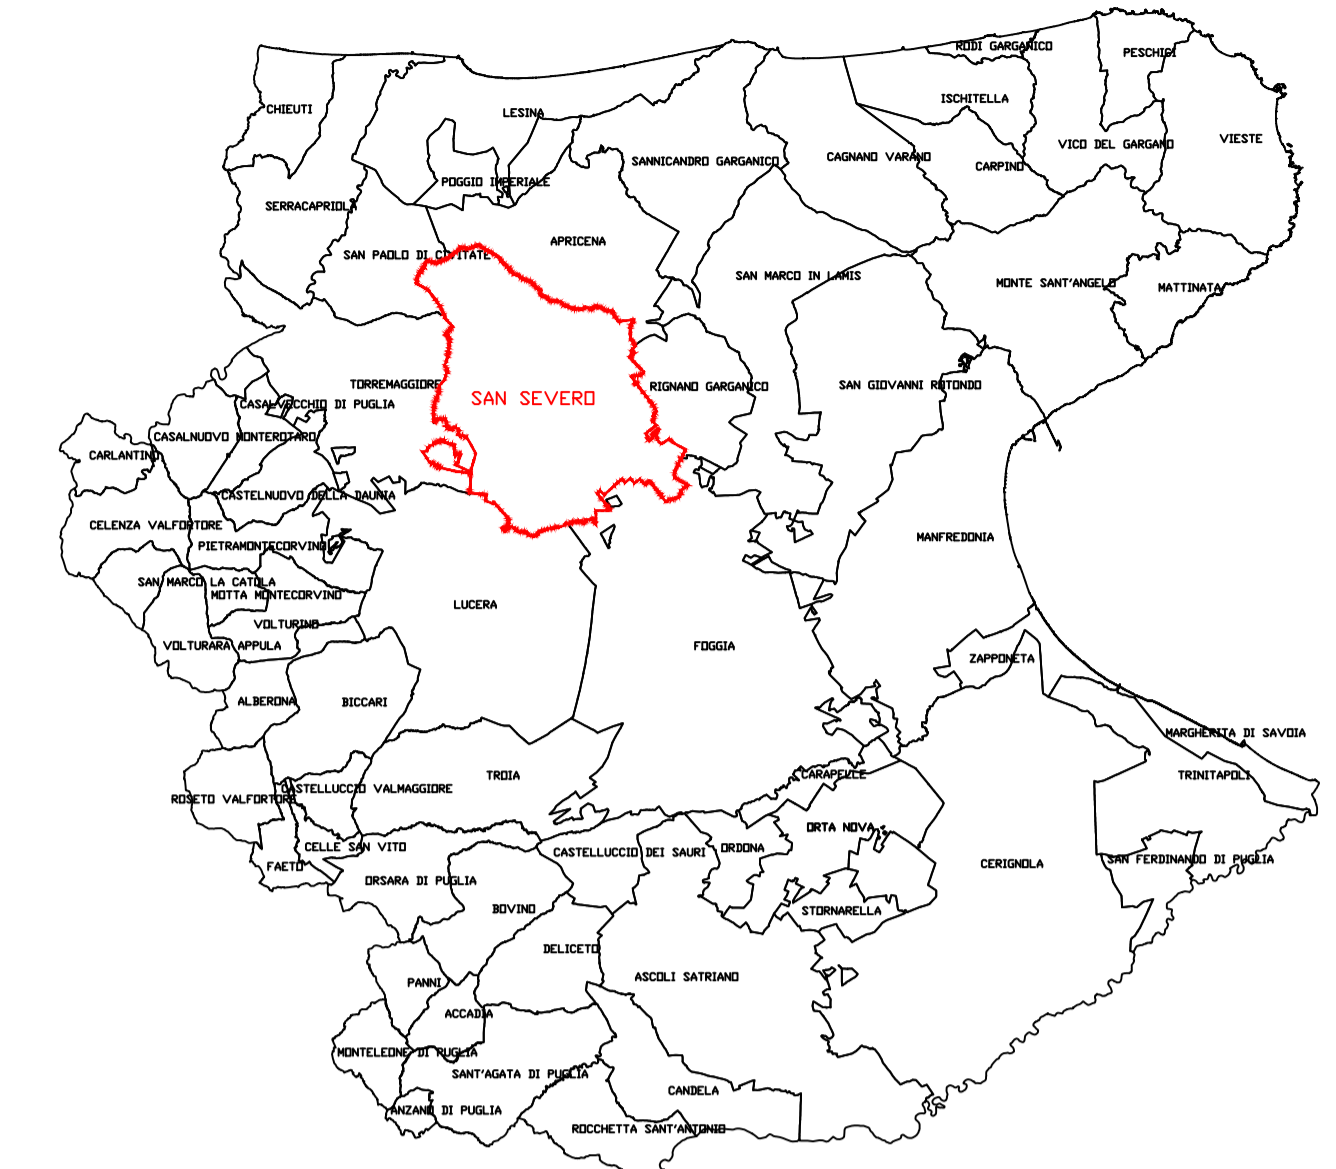 RODI GARGANICO
PESCHICI
CHIEUTI
LESINA
ISCHITELLA
VIESTE
VICO DEL GARGANO
SANNICANDRO GARGANICO
CAGNANO VARANO
CARPINO
POGGIO IMPERIALE
SERRACAPRIOLA
APRICENA
SAN PAOLO DI CIVITATE
SAN MARCO IN LAMIS
MONTE SANT'ANGELO
MATTINATA
TORREMAGGIORE
RIGNANO GARGANICO
SAN GIOVANNI ROTONDO
SAN SEVERO
CASALVECCHIO DI PUGLIA
CASALNUOVO MONTEROTARO
CARLANTINO
CASTELNUOVO DELLA DAUNIA
CELENZA VALFORTORE
MANFREDONIA
PIETRAMONTECORVINO
SAN MARCO LA CATOLA
MOTTA MONTECORVINO
LUCERA
VOLTURINO
VOLTURARA APPULA
FOGGIA
ZAPPONETA
ALBERONA
BICCARI
MARGHERITA DI SAVOIA
CARAPELLE
TROIA
TRINITAPOLI
CASTELLUCCIO VALMAGGIORE
ROSETO VALFORTORE
ORTA NOVA
CELLE SAN VITO
CASTELLUCCIO DEI SAURI
ORDONA
SAN FERDINANDO DI PUGLIA
CERIGNOLA
FAETO
ORSARA DI PUGLIA
BOVINO
STORNARELLA
DELICETO
ASCOLI SATRIANO
PANNI
ACCADIA
MONTELEONE DI PUGLIA
SANT'AGATA DI PUGLIA
CANDELA
ANZANO DI PUGLIA
ROCCHETTA SANT'ANTONIO